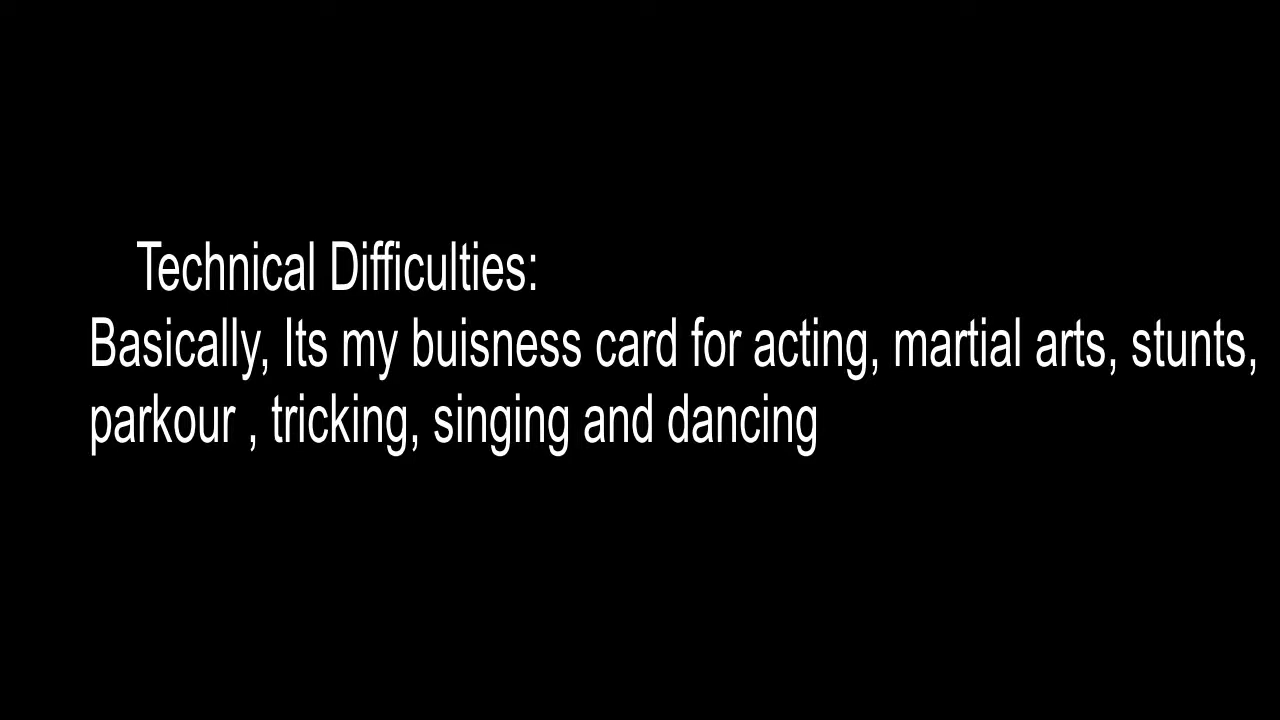 Technical Difficulties:
Basically, Its my buisness card for acting, martial arts, stunts,
parkour , tricking, singing and dancing